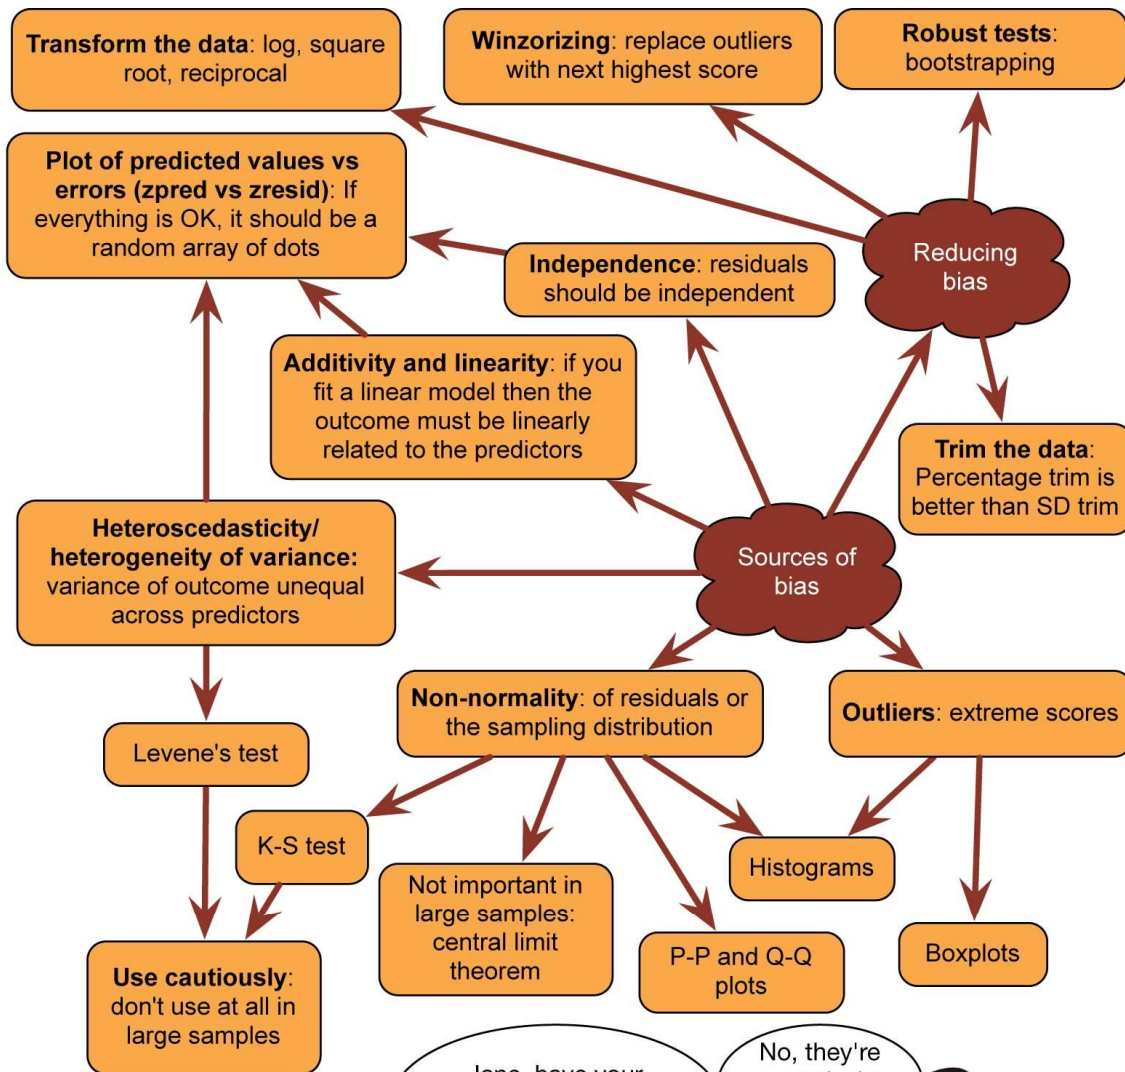 Transform the data: log, square
root, reciprocal
Winzorizing: replace outliers
with next highest score
Robust tests:
bootstrapping
Plot of predicted values vs
errors (zpred vs zresid): If
everything is OK, it should be a
random array of dots
Independence: residuals
should be independent
Reducing
bias
Additivity and linearity: if you
fit a linear model then the
outcome must be linearly
related to the predictors
Trim the data:
Percentage trim is
better than SD trim
Heteroscedasticity/
heterogeneity of variance:
variance of outcome unequal
across predictors
Sources of
bias
Non-normality: of residuals or
the sampling distribution
Outliers: extreme scores
Levene's test
K-S test
Histograms
Not important in
large samples:
central limit
theorem
P-P and Q-Q
plots
Boxplots
Use cautiously:
don't use at all in
large samples
have your
No, they're